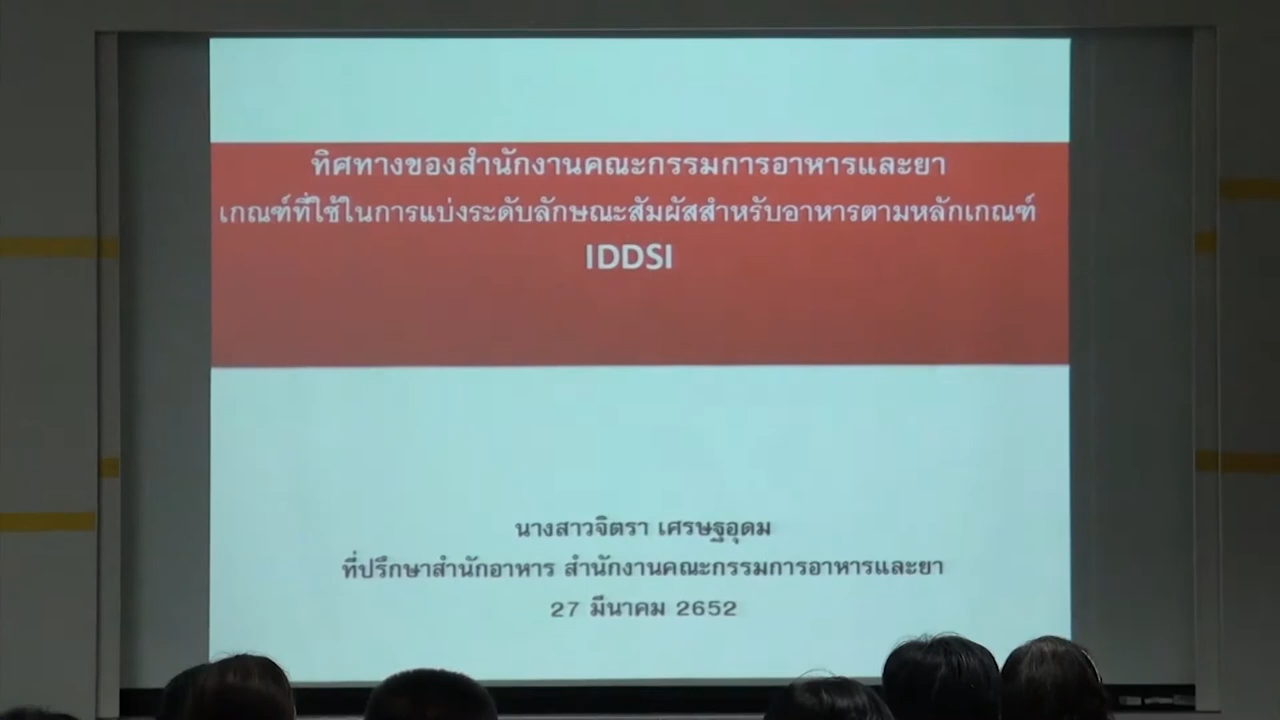 ทิศทางของสำนักงานคณะกรรมการอาหารและยา
เกณฑ์ที่ใช้ในการแบ่งระดับลักษณะสัมผัสสำหรับอาหารตามหลักเกณฑ์
IDDSI
นางสาวจิตรา เศรษฐอุดม
ที่ปรึกษาสำนักอาหาร สำนักงานคณะกรรมการอาหารและยา
27 มีนาคม 2652